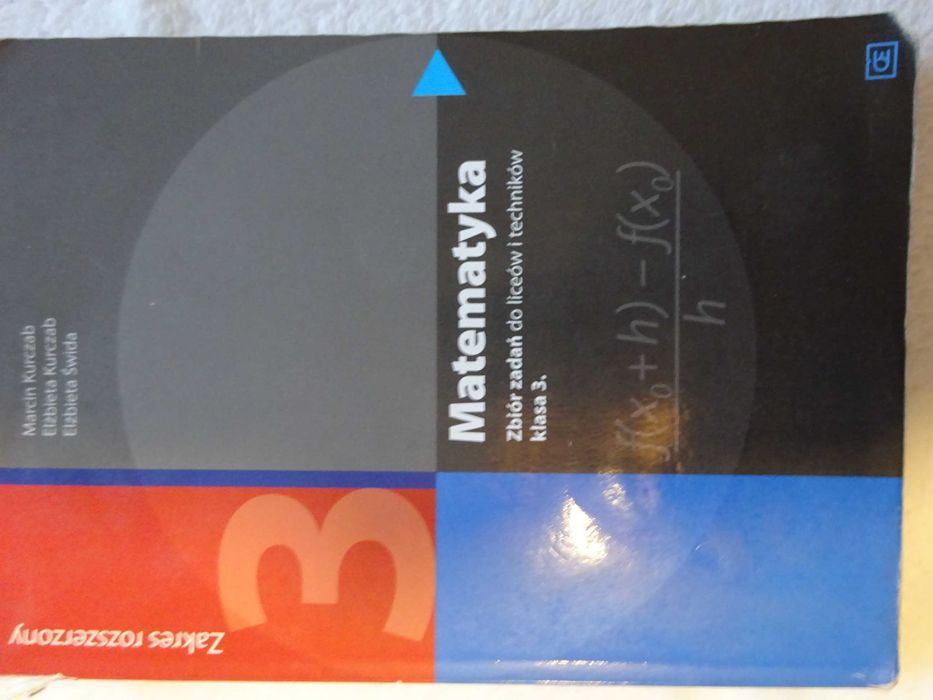 Marcin Kurczab
Elżbieta Kurczab
Elżbieta Świda
Matematyka
Zbiór zadań do liceów i techników
klasa 3.
f(x₀ + h) − f(x₀)
h
3
Zakres rozszerzony